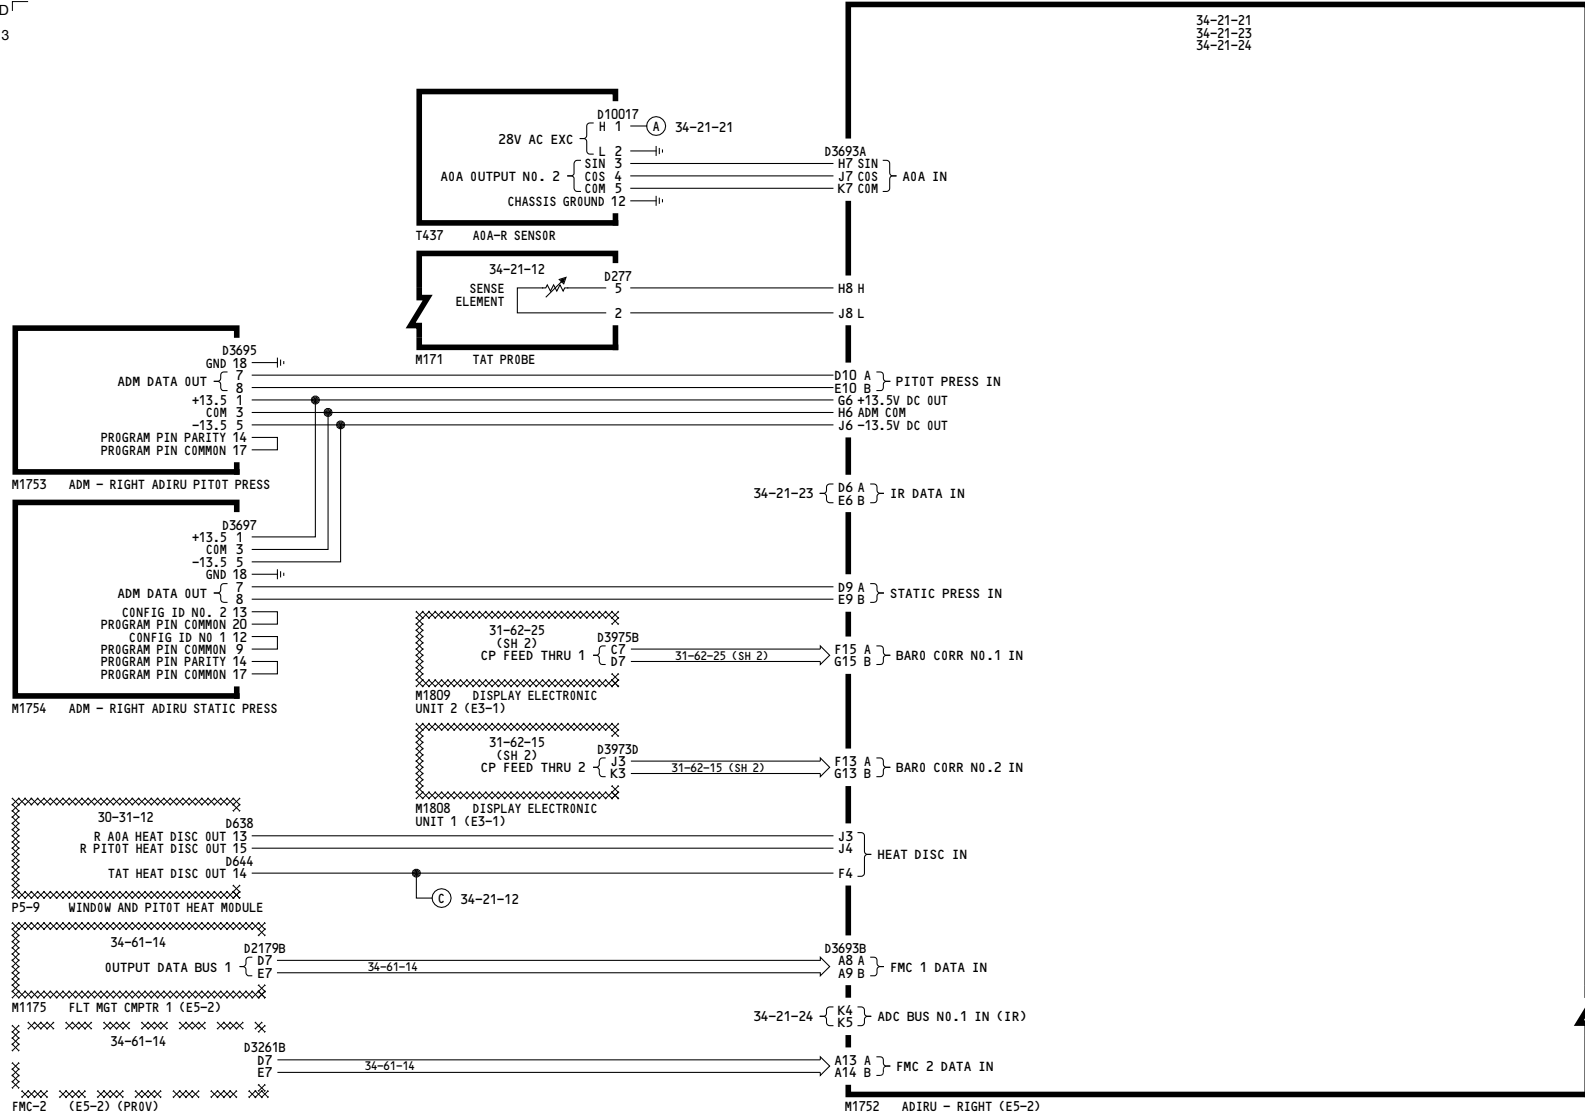 D
3
34-21-21
34-21-23
34-21-24
D10017
28V AC EXC
H 1
A
34-21-21
L 2
AOA OUTPUT NO. 2
SIN 3
COS 4
COM 5
CHASSIS GROUND 12
T437 AOA-R SENSOR
D3693A
H7 SIN
J7 COS
K7 COM
AOA IN
34-21-12
SENSE
ELEMENT
D277
5
2
M171 TAT PROBE
H8 H
J8 L
D3695
GND 18
ADM DATA OUT
7
8
+13.5 1
COM 3
-13.5 5
PROGRAM PIN PARITY 14
PROGRAM PIN COMMON 17
M1753 ADM - RIGHT ADIRU PITOT PRESS
D10 A
E10 B
PITOT PRESS IN
G6 +13.5V DC OUT
H6 ADM COM
J6 -13.5V DC OUT
34-21-23
D6 A
E6 B
IR DATA IN
D3697
+13.5 1
COM 3
-13.5 5
GND 18
ADM DATA OUT
7
8
CONFIG ID NO. 2 13
PROGRAM PIN COMMON 20
CONFIG ID NO 1 12
PROGRAM PIN COMMON 9
PROGRAM PIN PARITY 14
PROGRAM PIN COMMON 17
M1754 ADM - RIGHT ADIRU STATIC PRESS
D9 A
E9 B
STATIC PRESS IN
31-62-25
(SH 2)
CP FEED THRU 1
D3975B
C7
D7
31-62-25 (SH 2)
M1809 DISPLAY ELECTRONIC
UNIT 2 (E3-1)
F15 A
G15 B
BARO CORR NO.1 IN
31-62-15
(SH 2)
CP FEED THRU 2
D3973D
J3
K3
31-62-15 (SH 2)
M1808 DISPLAY ELECTRONIC
UNIT 1 (E3-1)
F13 A
G13 B
BARO CORR NO.2 IN
30-31-12
D638
R AOA HEAT DISC OUT 13
R PITOT HEAT DISC OUT 15
D644
TAT HEAT DISC OUT 14
P5-9 WINDOW AND PITOT HEAT MODULE
C
34-21-12
J3
J4
F4
HEAT DISC IN
34-61-14
D2179B
OUTPUT DATA BUS 1
D7
E7
34-61-14
M1175 FLT MGT CMPTR 1 (E5-2)
D3693B
A8 A
A9 B
FMC 1 DATA IN
34-21-24
K4
K5
ADC BUS NO.1 IN (IR)
34-61-14
D3261B
D7
E7
34-61-14
FMC-2 (E5-2) (PROV)
A13 A
A14 B
FMC 2 DATA IN
M1752 ADIRU - RIGHT (E5-2)